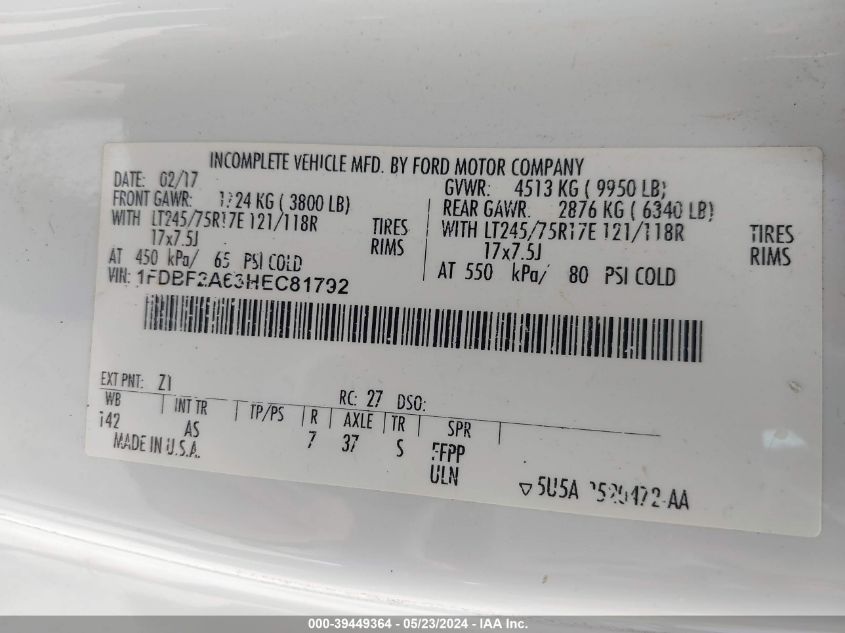 INCOMPLETE VEHICLE MFD. BY FORD MOTOR COMPANY
DATE: 02/17 GVWR: 4513 KG ( 9950 LB)
FRONT GAWR: 1724 KG ( 3800 LB) REAR GAWR: 2876 KG ( 6340 LB)
WITH LT245/75R17E 121/118R TIRES WITH LT245/75R17E 121/118R TIRES
17x7.5J RIMS 17x7.5J RIMS
AT 450 kPa/ 65 PSI COLD AT 550 kPa/ 80 PSI COLD
VIN: 1FDBF2A63HEC81792
EXT PNT: Z1 RC: 27 DSO:
WB INT TR TP/PS R AXLE TR SPR
142 AS 7 37 S FFPP
MADE IN U.S.A. ULN
5U5A
000-39449364 - 05/23/2024 - IAA Inc.